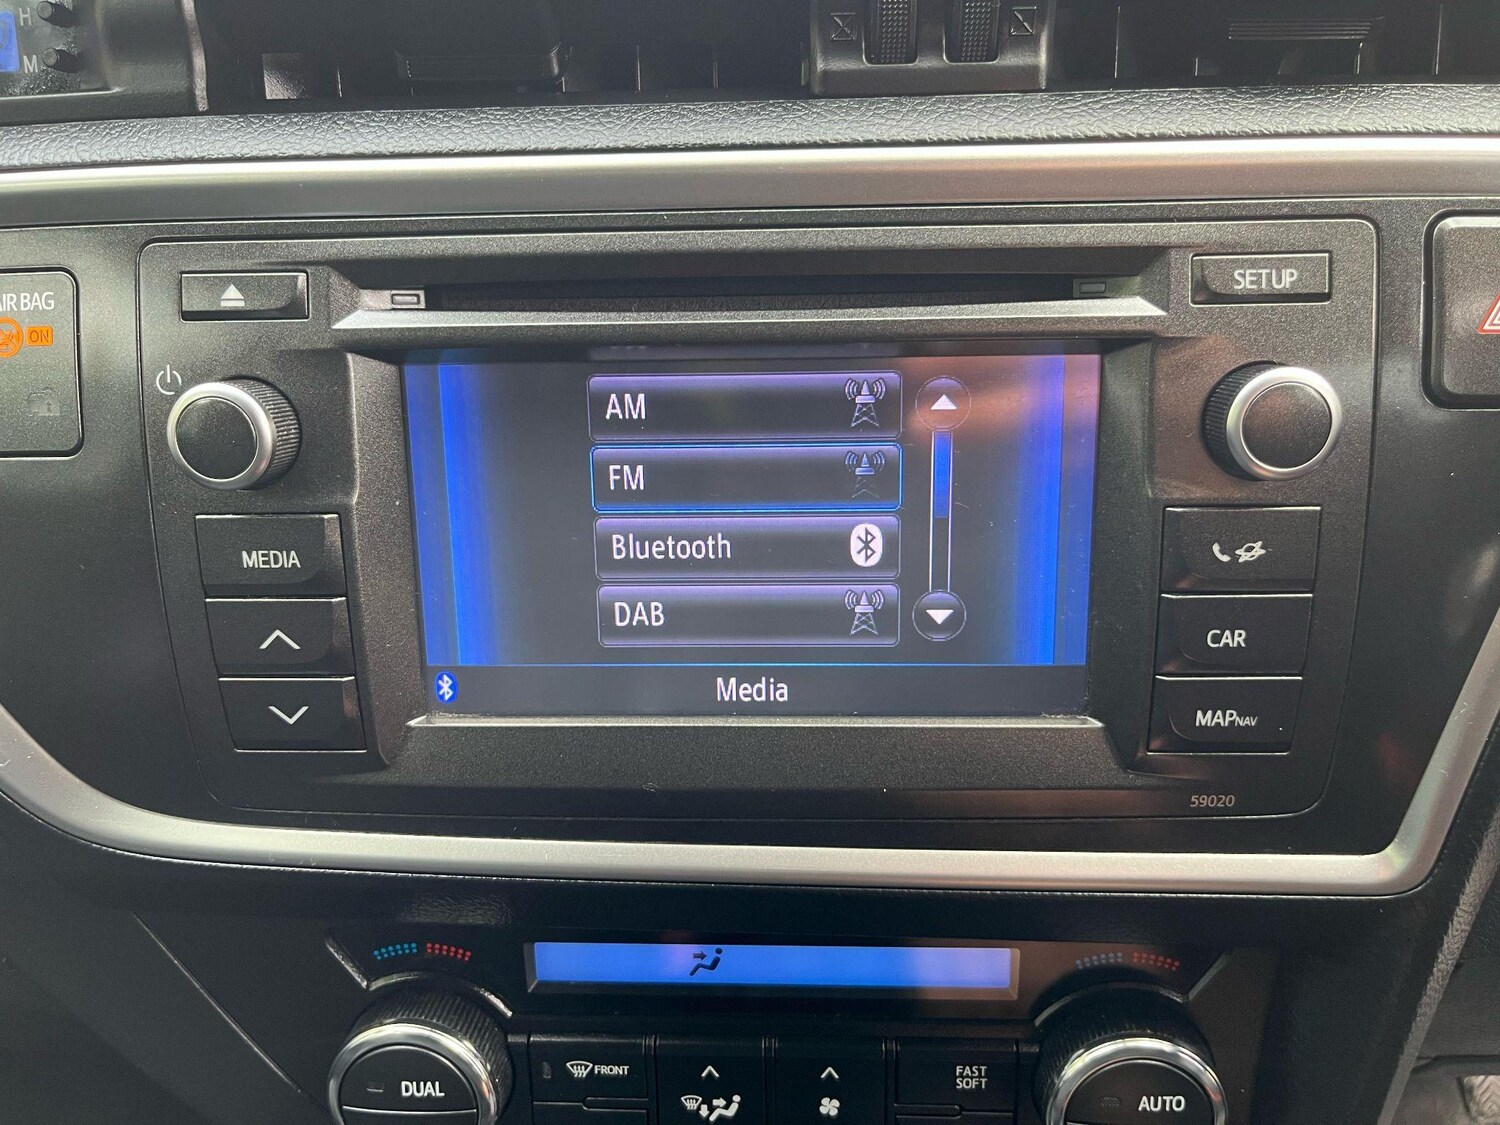 H
M
AIR BAG
ON
SETUP
AM
FM
Bluetooth
DAB
Media
MEDIA
CAR
MAPNAV
59020
DUAL
FRONT
FAST
SOFT
AUTO